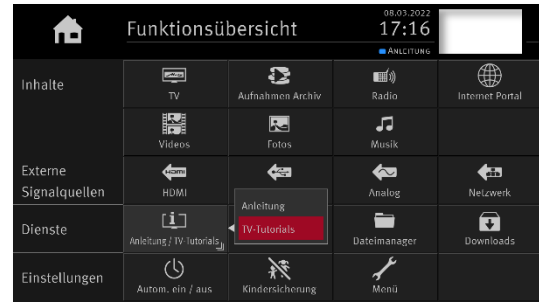 Funktionsübersicht
08.03.2022
17:16
ANLEITUNG
Inhalte
TV
Aufnahmen Archiv
Radio
Internet Portal
Videos
Fotos
Musik
Externe
Signalquellen
HDMI
Analog
Netzwerk
Dienste
Anleitung / TV-Tutorials
Anleitung
TV-Tutorials
Dateimanager
Downloads
Einstellungen
Autom. ein / aus
Kindersicherung
Menü